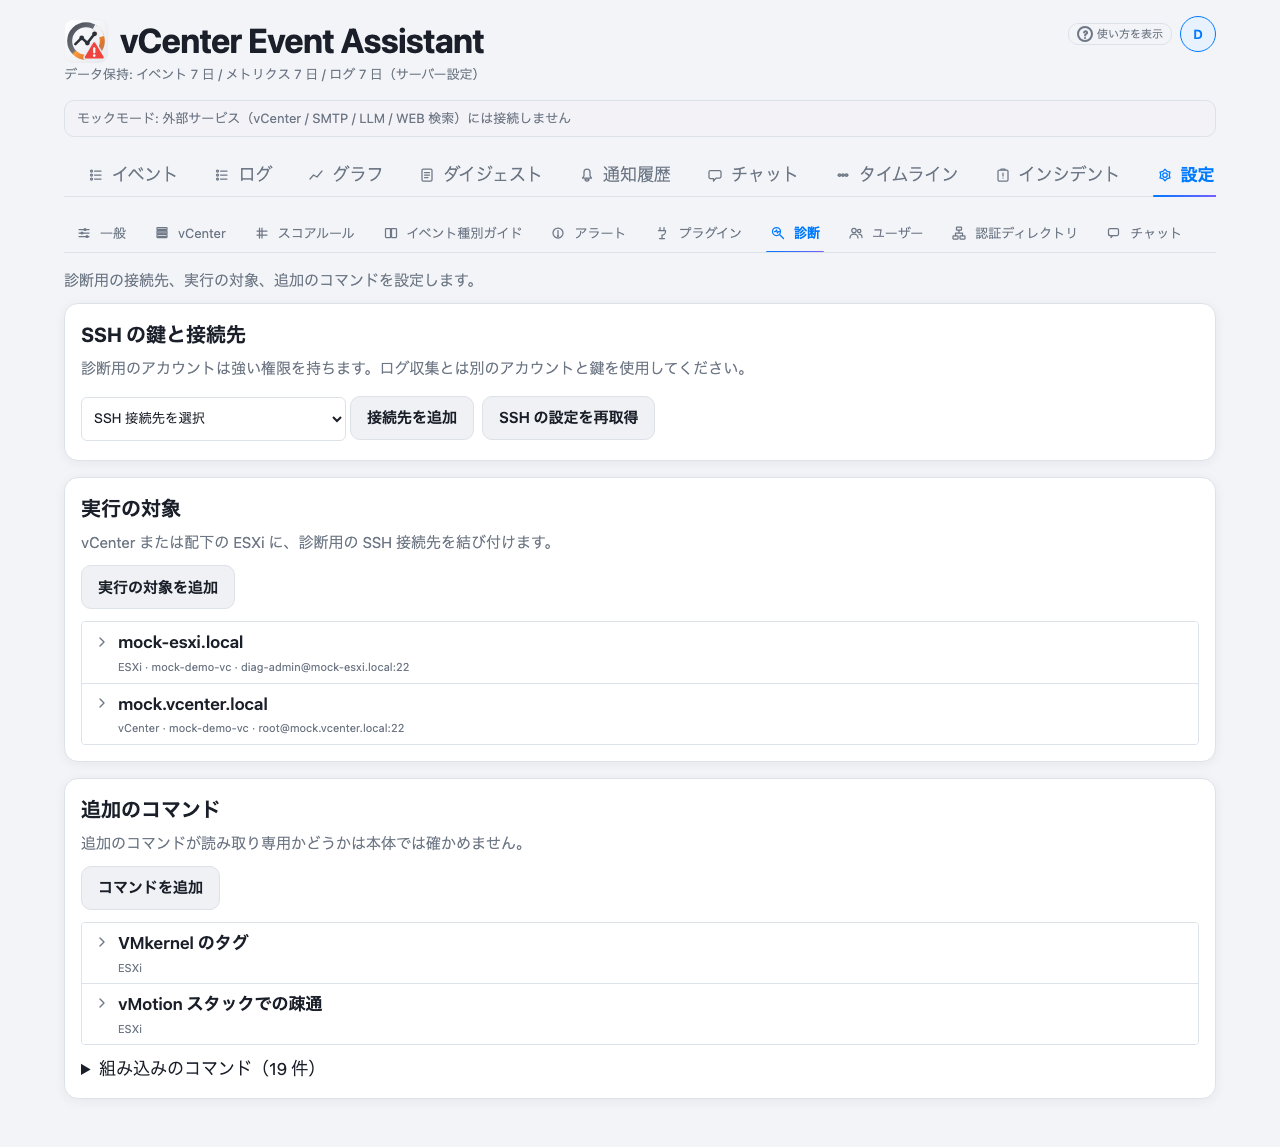 vCenter Event Assistant
使い方を表示
D
データ保持: イベント 7 日 / メトリクス 7 日 / ログ 7 日（サーバー設定）
モックモード: 外部サービス（vCenter / SMTP / LLM / WEB 検索）には接続しません
イベント ログ グラフ ダイジェスト 通知履歴 チャット タイムライン インシデント 設定
一般 vCenter スコアルール イベント種別ガイド アラート プラグイン 診断 ユーザー 認証ディレクトリ チャット
診断用の接続先、実行の対象、追加のコマンドを設定します。
SSH の鍵と接続先
診断用のアカウントは強い権限を持ちます。ログ収集とは別のアカウントと鍵を使用してください。
SSH 接続先を選択 接続先を追加 SSH の設定を再取得
実行の対象
vCenter または配下の ESXi に、診断用の SSH 接続先を結び付けます。
実行の対象を追加
mock-esxi.local
ESXi · mock-demo-vc · diag-admin@mock-esxi.local:22
mock.vcenter.local
vCenter · mock-demo-vc · root@mock.vcenter.local:22
追加のコマンド
追加のコマンドが読み取り専用かどうかは本体では確かめません。
コマンドを追加
VMkernel のタグ
ESXi
vMotion スタックでの疎通
ESXi
組み込みのコマンド（19 件）